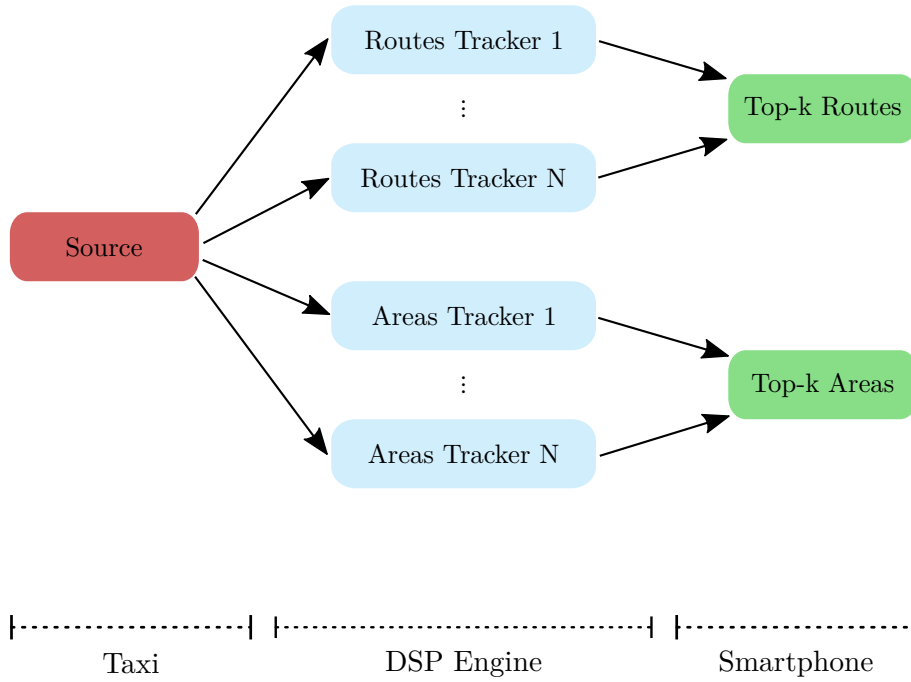 Routes Tracker 1
⋮
Routes Tracker N
Top-k Routes
Source
Areas Tracker 1
⋮
Areas Tracker N
Top-k Areas
Taxi
DSP Engine
Smartphone